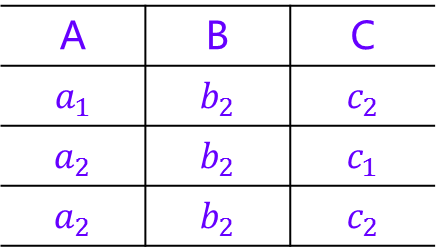 A B C
a₁ b₂ c₂
a₂ b₂ c₁
a₂ b₂ c₂